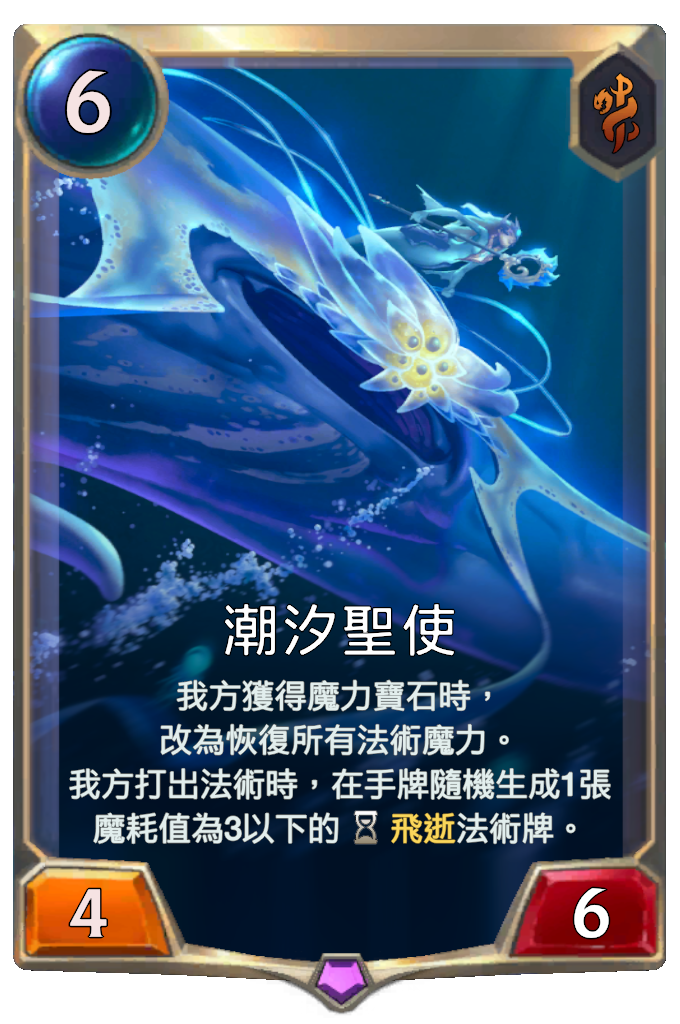 6
潮汐聖使
我方獲得魔力寶石時，
改為恢復所有法術魔力。
我方打出法術時，在手牌隨機生成1張
魔耗值為3以下的 飛逝法術牌。
4
6